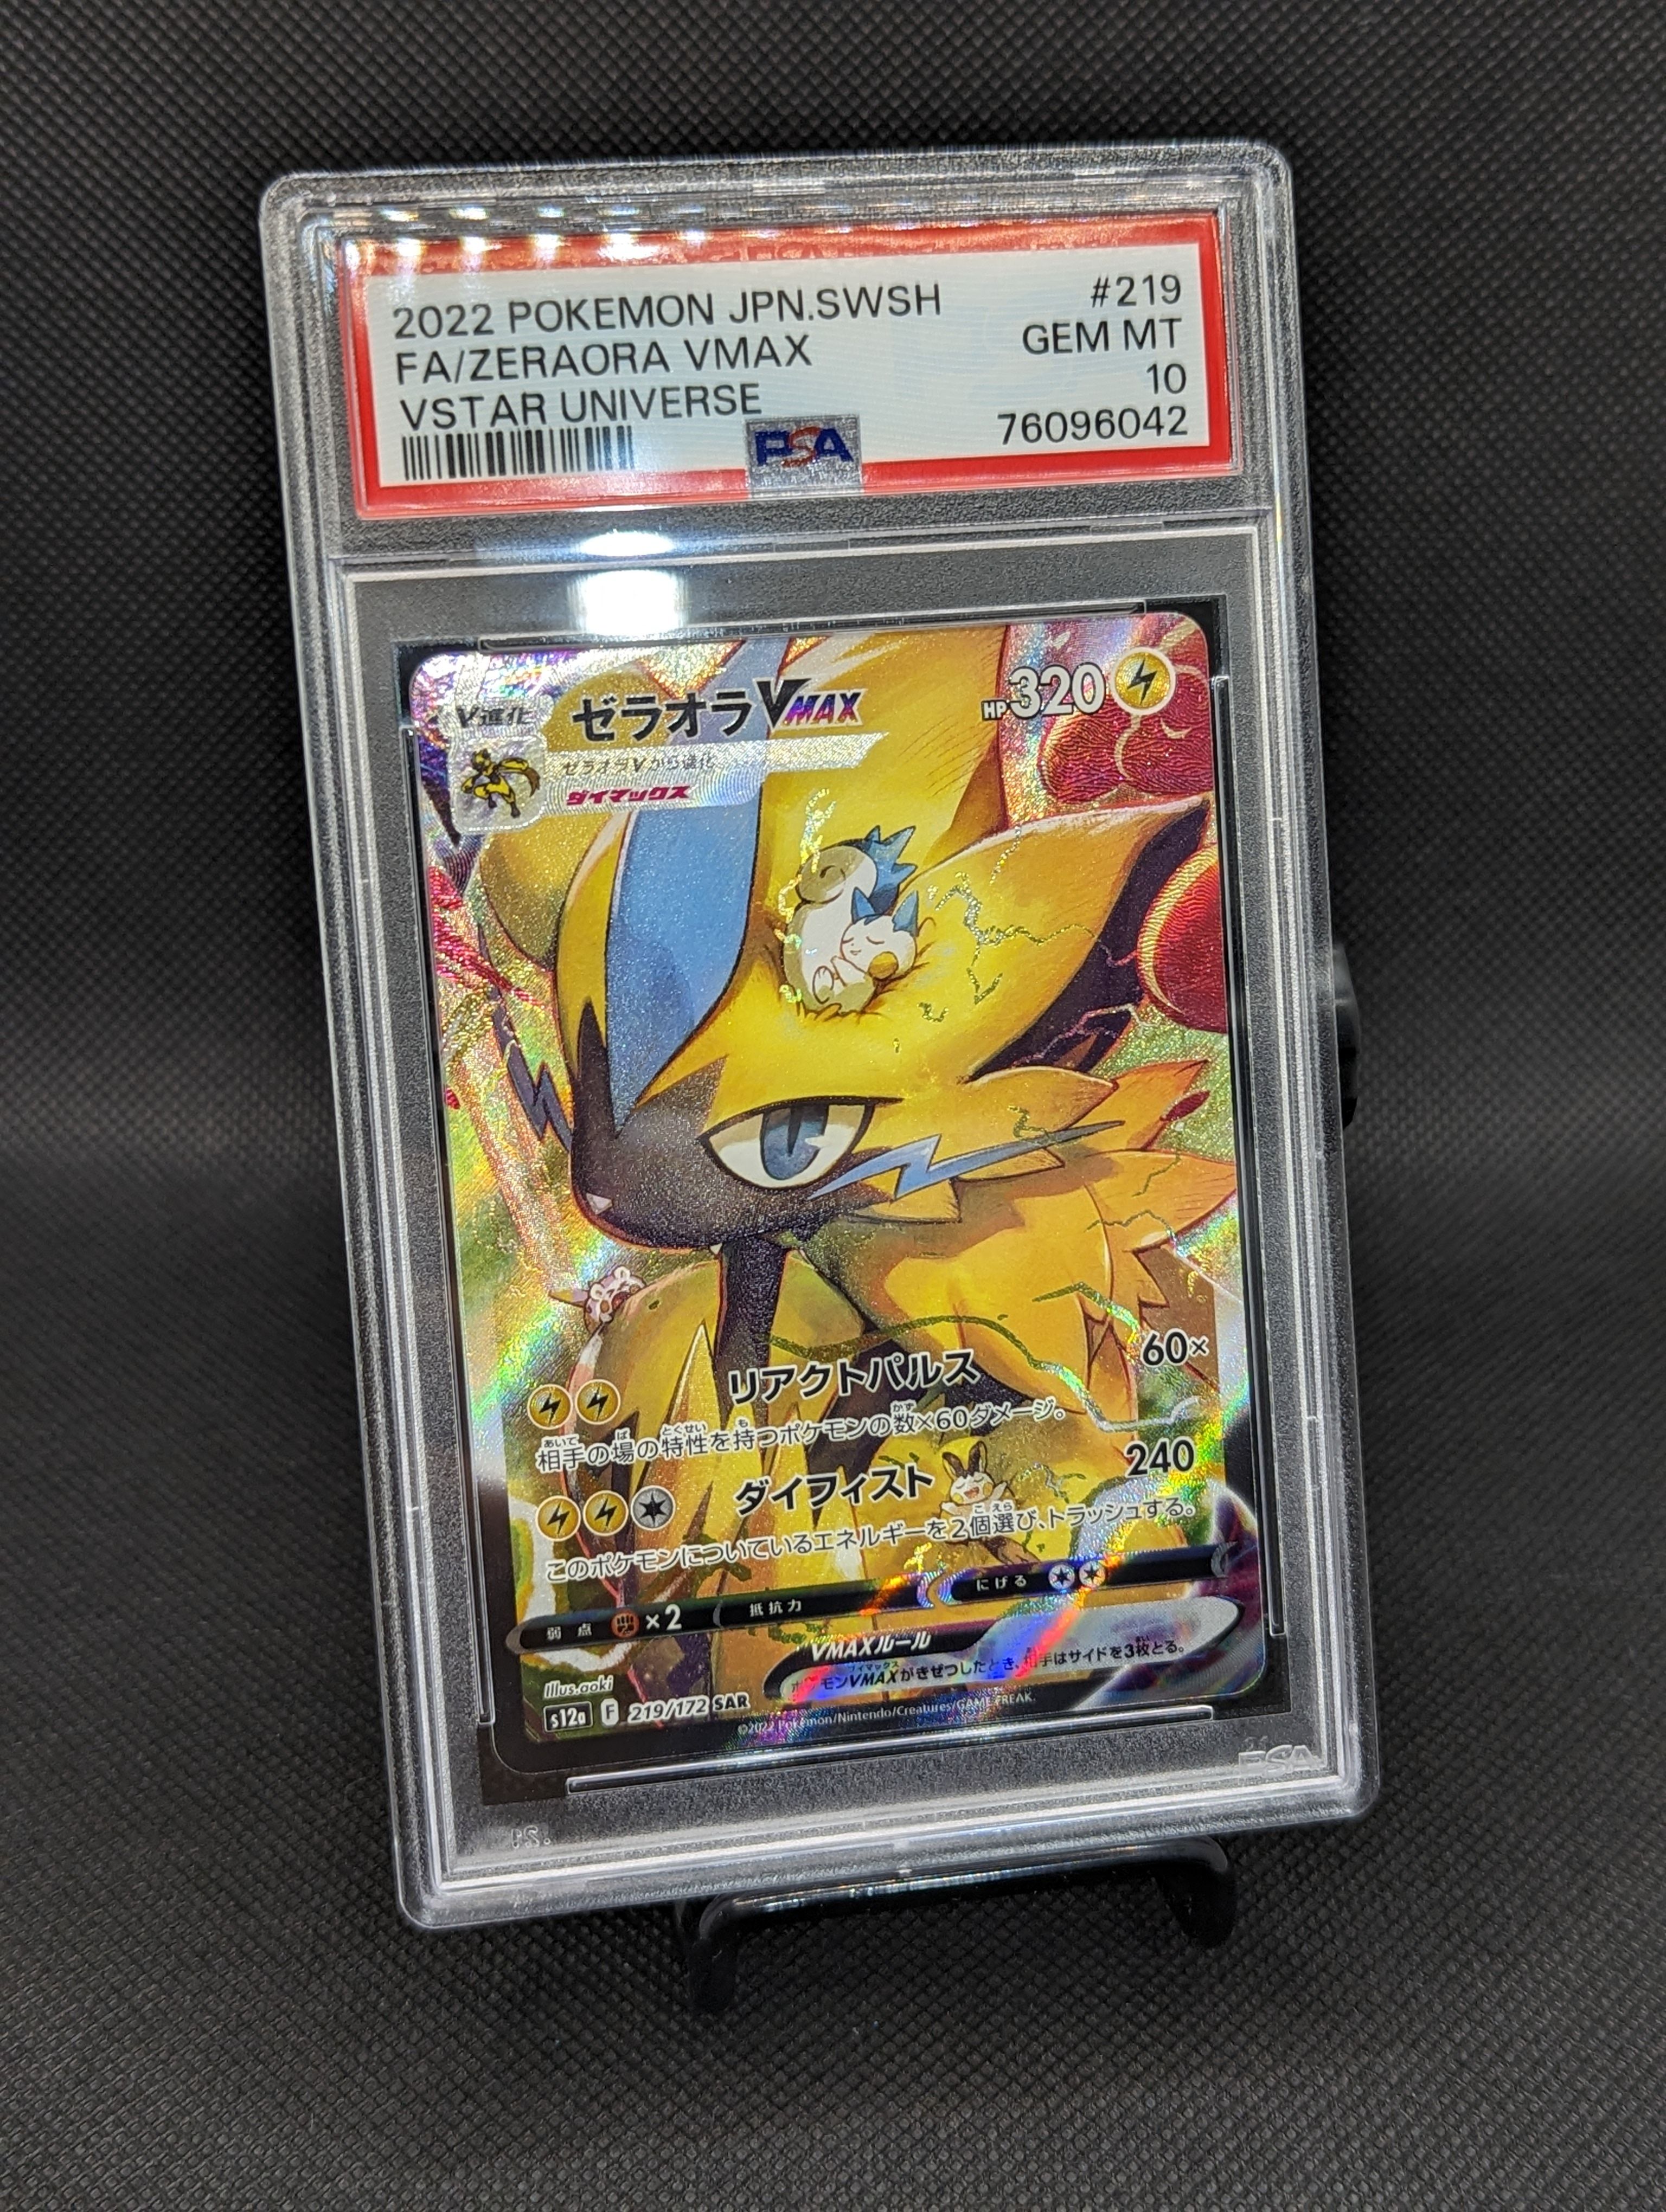 2022 POKEMON JPN.SWSH #219
FA/ZERAORA VMAX GEM MT
VSTAR UNIVERSE 10
76096042
PSA
V進化
ゼラオラVMAX HP320
ゼラオラVから進化
ダイマックス
リアクトパルス 60×
相手の場の特性を持つポケモンの数×60ダメージ。
ダイフィスト 240
このポケモンについているエネルギーを2個選び、トラッシュする。
弱点 ×2 抵抗力 にげる
VMAXルール
ポケモンVMAXがきぜつしたとき、相手はサイドを3枚とる。
Illus.aoki
s12a F 219/172 SAR
©2022 Pokémon/Nintendo/Creatures/GAME FREAK.
PSA